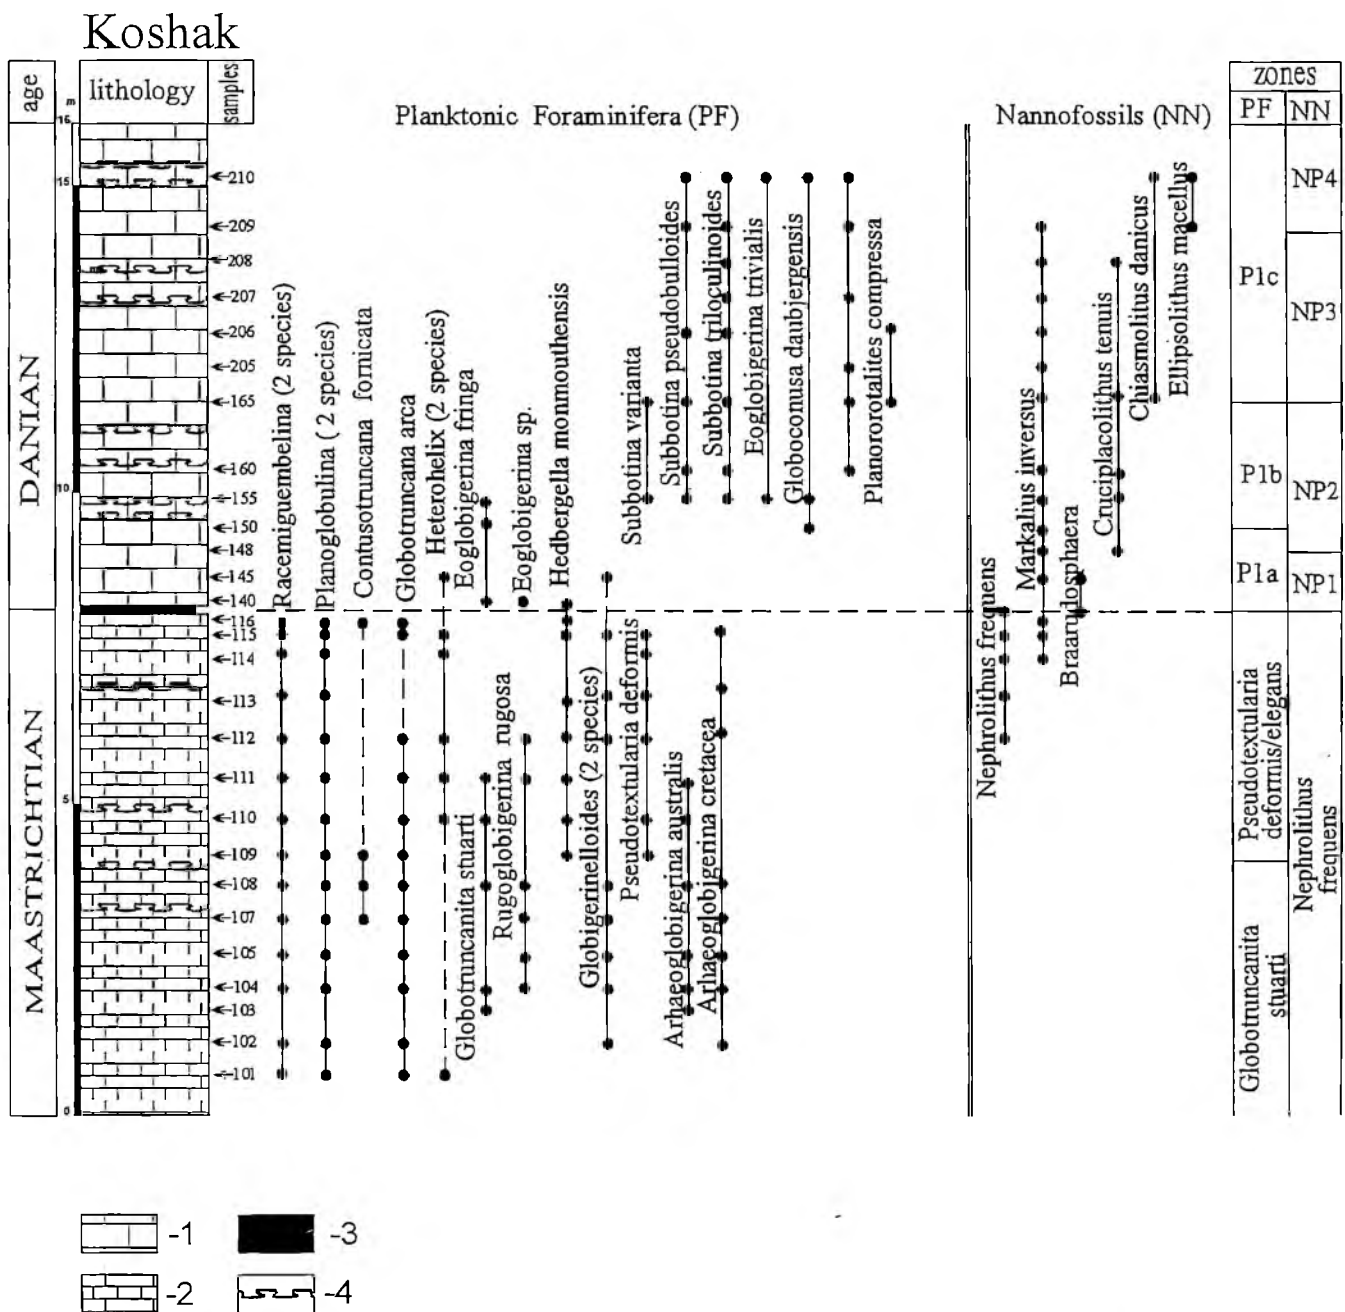 Koshak
age
m
lithology
samples
Planktonic Foraminifera (PF)
Nannofossils (NN)
zones
PF
NN
16
15
10
5
0
DANIAN
MAASTRICHTIAN
210
209
208
207
206
205
165
160
155
150
148
145
140
116
115
114
113
112
111
110
109
108
107
105
104
103
102
101
Racemiguembelina (2 species)
Planoglobulina ( 2 species)
Contusotruncana fornicata
Globotruncana arca
Heterohelix (2 species)
Eoglobigerina fringa
Globotruncanita stuarti
Eoglobigerina sp.
Rugoglobigerina rugosa
Hedbergella monmouthensis
Globigerinelloides (2 species)
Subbotina varianta
Pseudotextularia deformis
Subbotina pseudobulloides
Arhaeoglobigerina australis
Subbotina triloculinoides
Arhaeoglobigerina cretacea
Eoglobigerina trivialis
Globoconusa daubjergensis
Planorotalites compressa
Nephrolithus frequens
Markalius inversus
Braarudosphaera
Cruciplacolithus tenuis
Chiasmolitus danicus
Ellipsolithus macellus
P1c
P1b
P1a
Pseudotextularia
deformis/elegans
Globotruncanita
stuarti
NP4
NP3
NP2
NP1
Nephrolithus
frequens
-1
-3
-2
-4